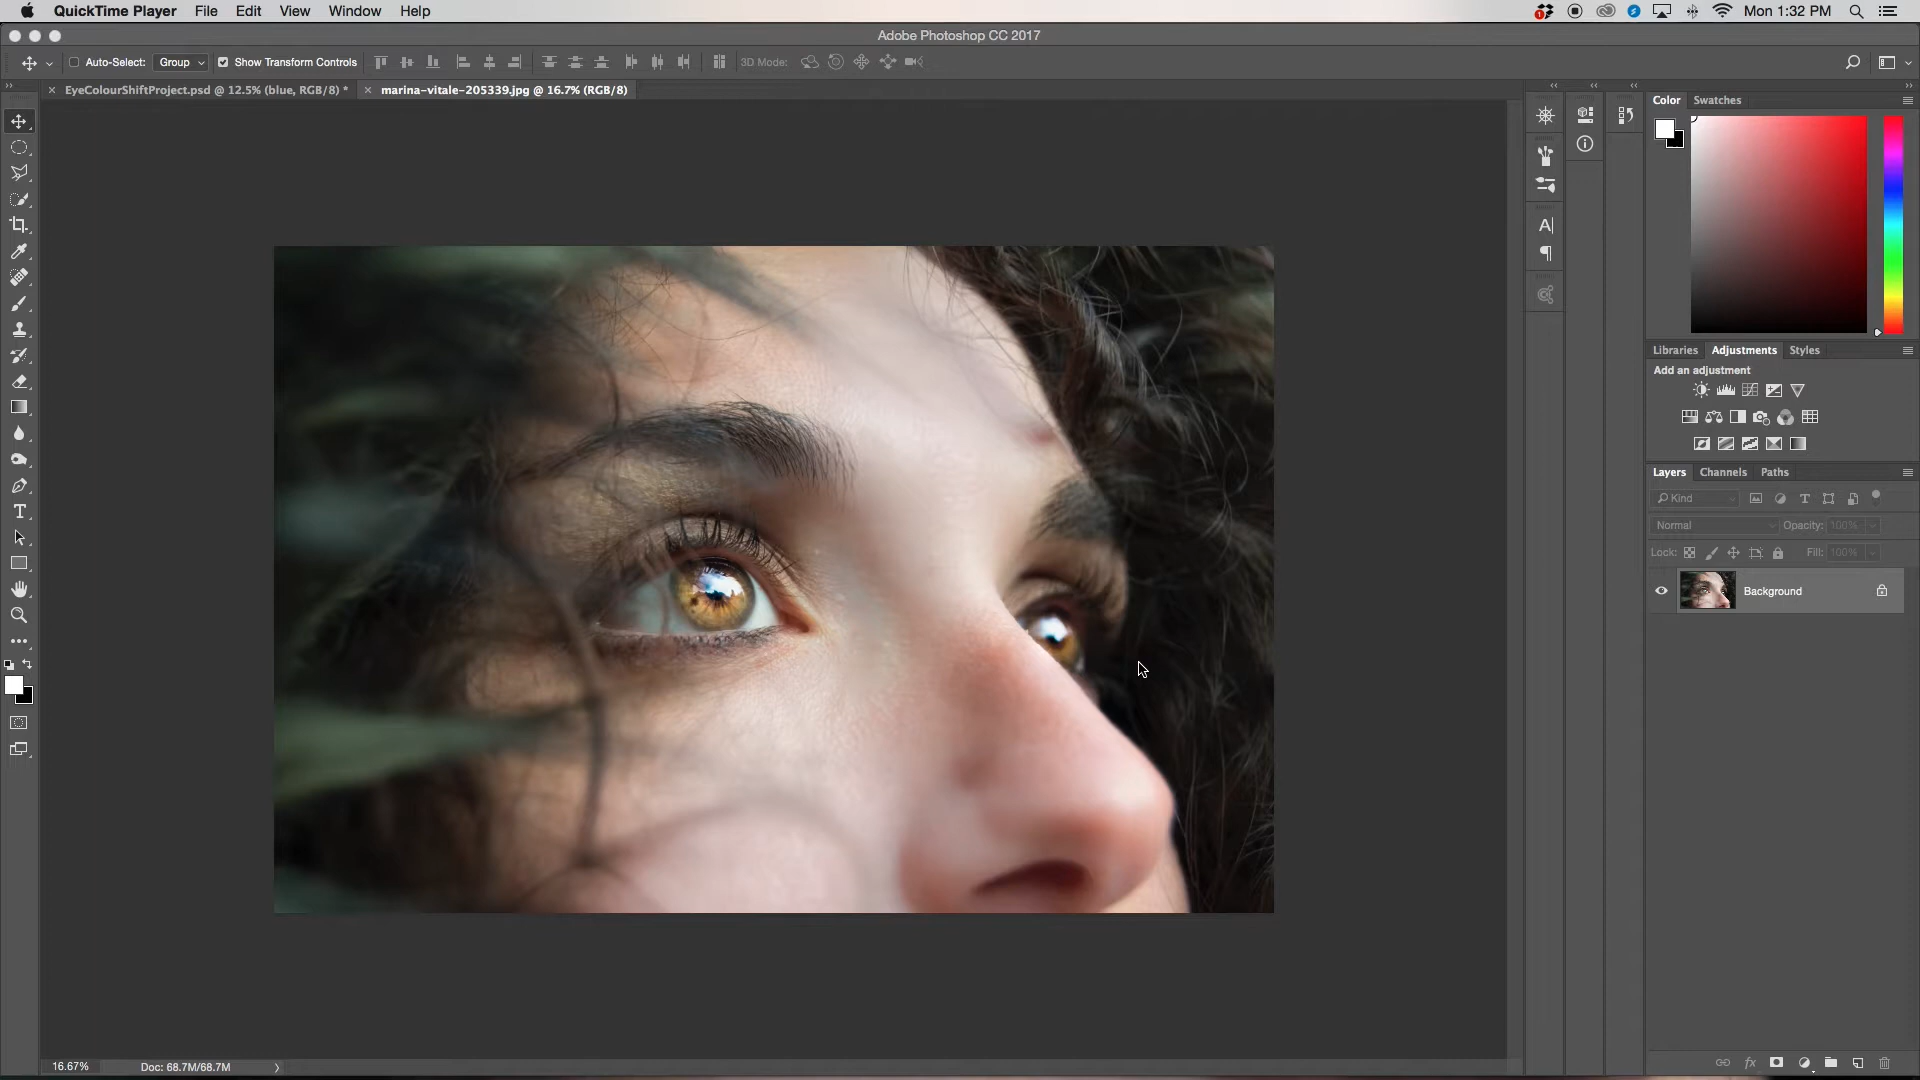 QuickTime Player File Edit View Window Help Mon 1:32 PM
Adobe Photoshop CC 2017
Auto-Select: Group Show Transform Controls 3D Mode:
EyeColourShiftProject.psd @ 12.5% (blue, RGB/8) * marina-vitale-205339.jpg @ 16.7% (RGB/8)
Color Swatches
Libraries Adjustments Styles
Add an adjustment
Layers Channels Paths
Kind
Normal Opacity: 100%
Lock: Fill: 100%
Background
16.67% Doc: 68.7M/68.7M